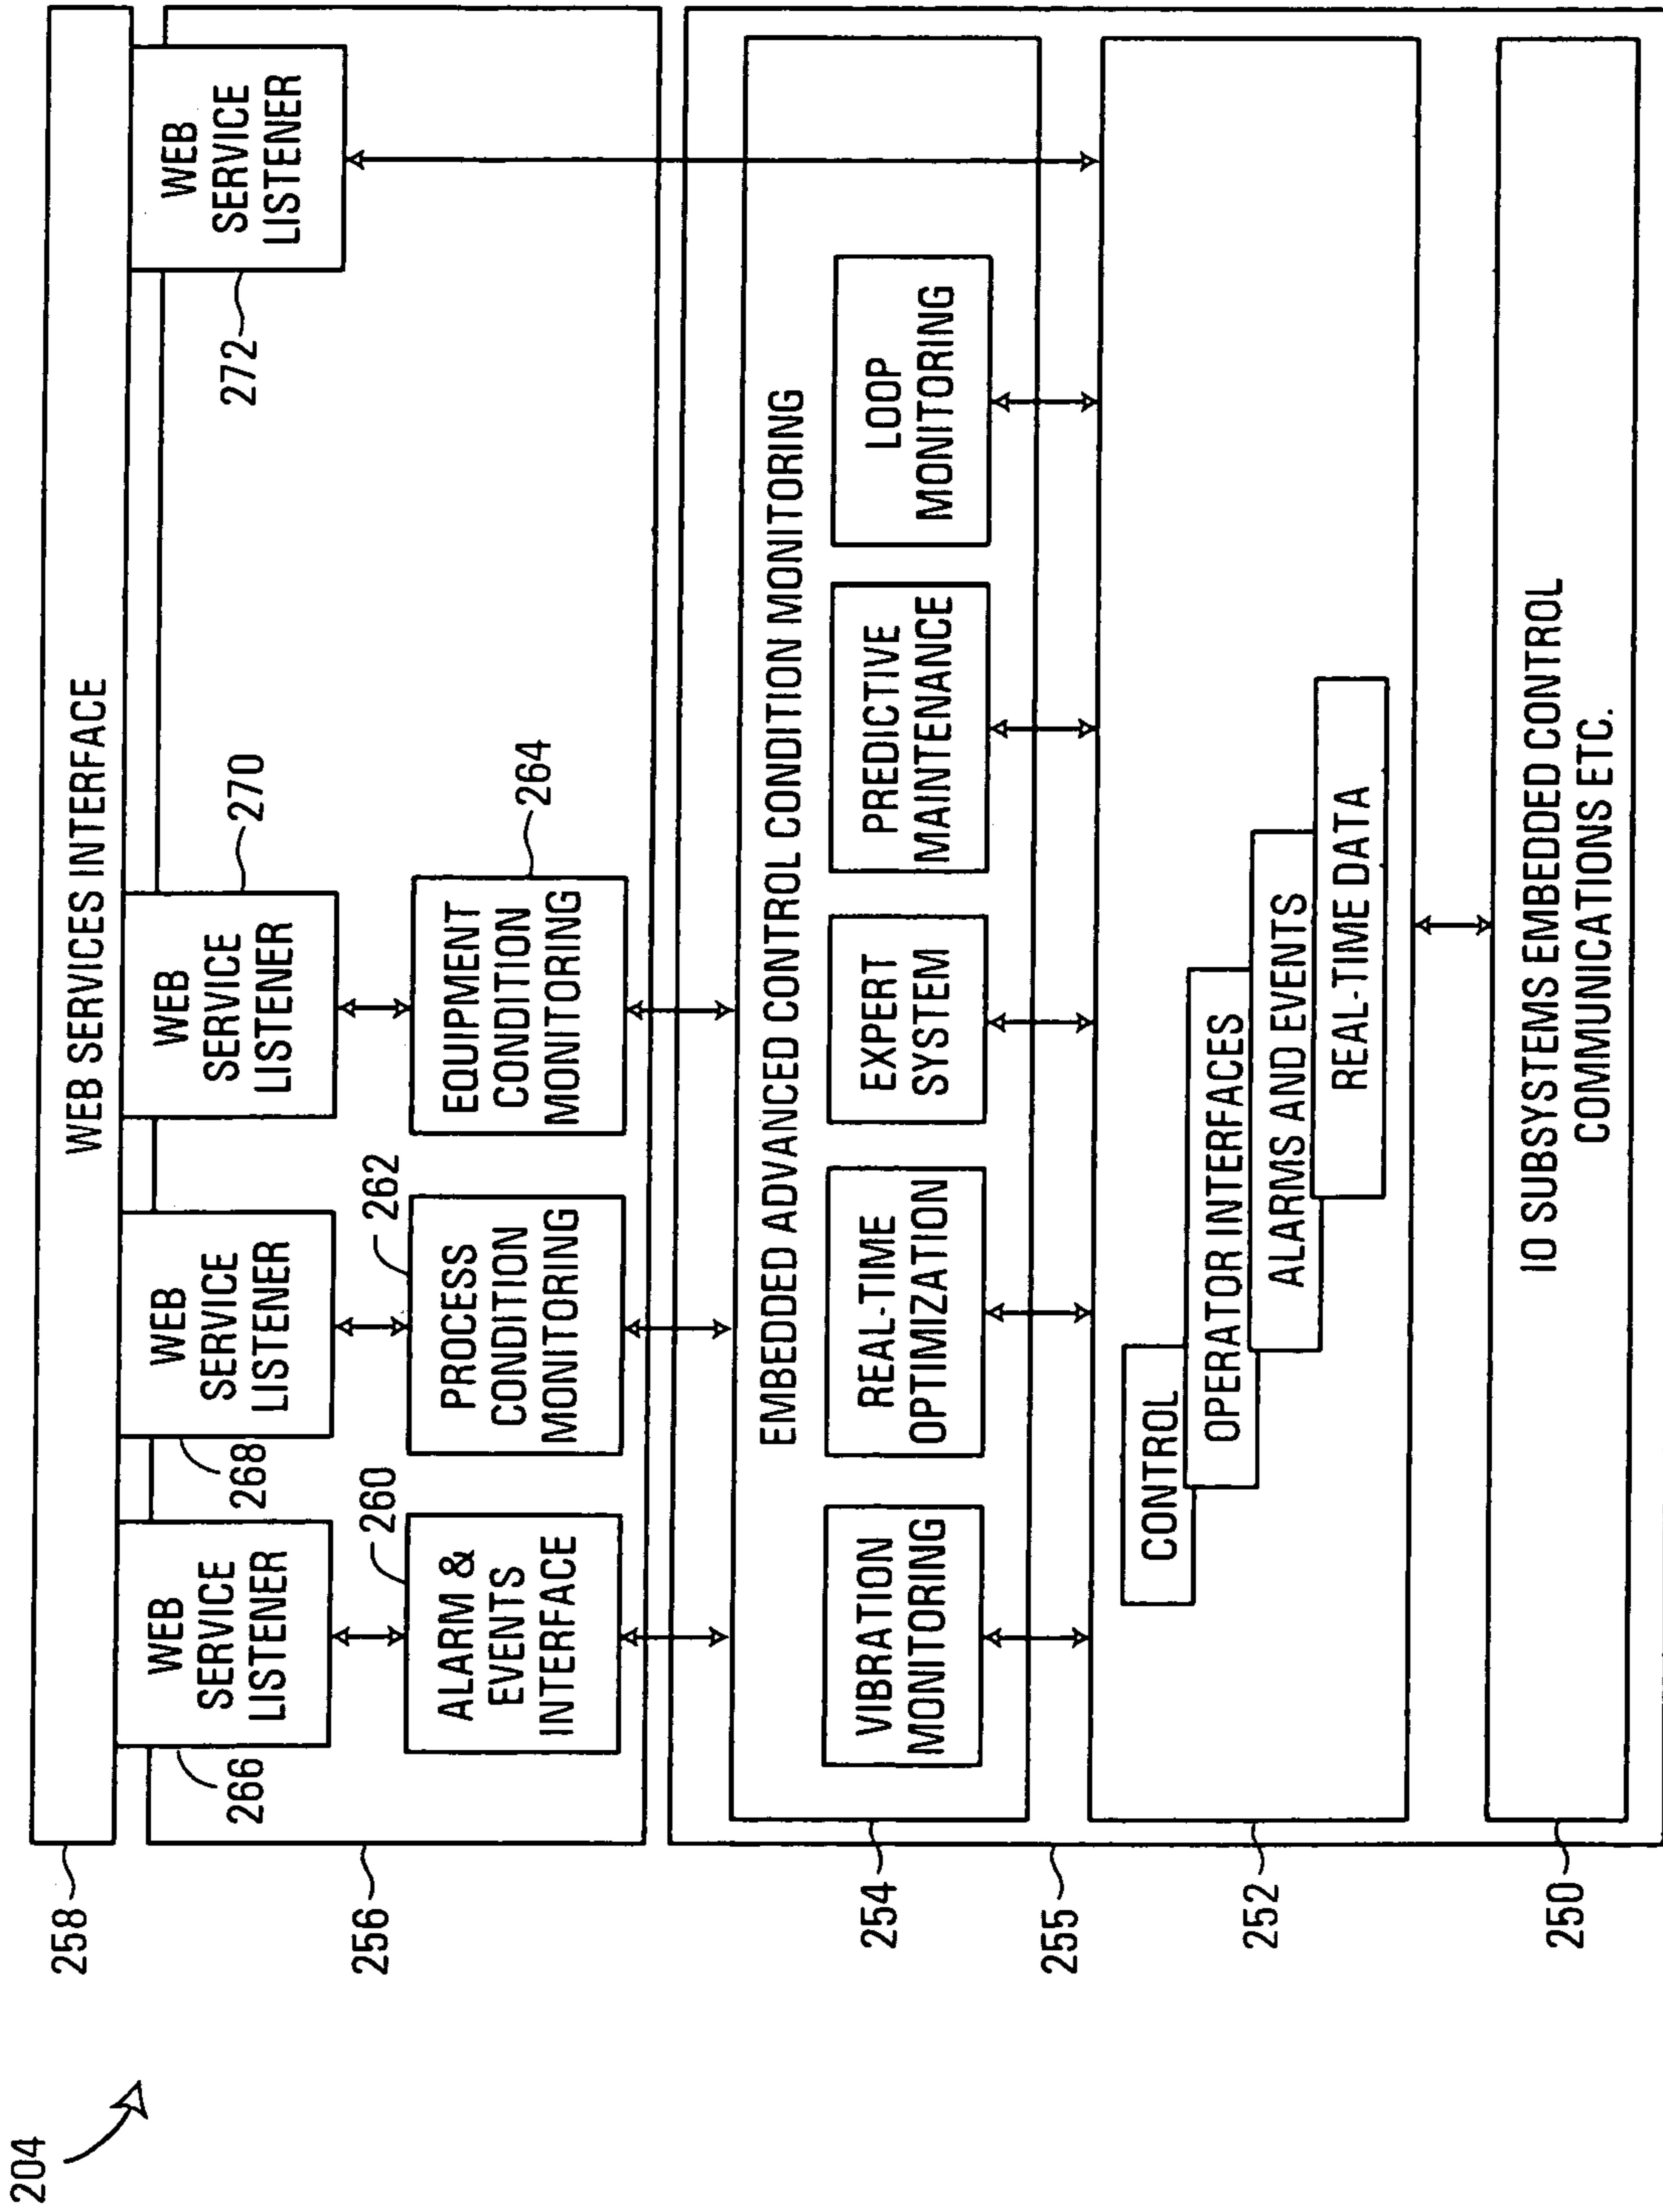 204
258
WEB SERVICES INTERFACE
256
266
WEB
SERVICE
LISTENER
268
WEB
SERVICE
LISTENER
270
WEB
SERVICE
LISTENER
272
WEB
SERVICE
LISTENER
260
ALARM &
EVENTS
INTERFACE
262
PROCESS
CONDITION
MONITORING
264
EQUIPMENT
CONDITION
MONITORING
254
EMBEDDED ADVANCED CONTROL CONDITION MONITORING
VIBRATION
MONITORING
REAL-TIME
OPTIMIZATION
EXPERT
SYSTEM
PREDICTIVE
MAINTENANCE
LOOP
MONITORING
255
252
CONTROL
OPERATOR INTERFACES
ALARMS AND EVENTS
REAL-TIME DATA
250
IO SUBSYSTEMS EMBEDDED CONTROL
COMMUNICATIONS ETC.